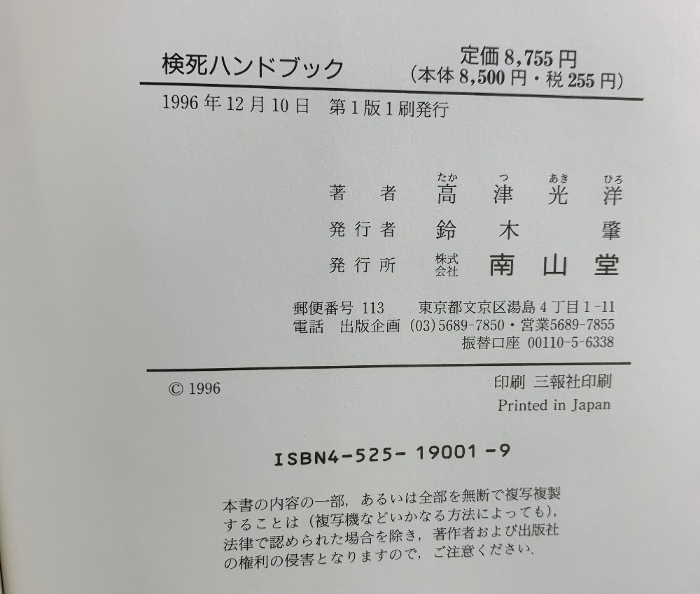 検死ハンドブック
定価 8,755 円
（本体 8,500 円・税 255 円）
1996 年 12 月 10 日　第 1 版 1 刷発行
たか　つ　あき　ひろ
著　者　高　津　光　洋
発 行 者　鈴　木　肇
発 行 所　株式会社　南　山　堂
郵便番号 113　東京都文京区湯島 4 丁目 1-11
電話　出版企画 (03) 5689-7850・営業5689-7855
振替口座 00110-5-6338
© 1996　印刷 三報社印刷
Printed in Japan
ISBN4-525-19001-9
本書の内容の一部，あるいは全部を無断で複写複製
することは（複写機などいかなる方法によっても），
法律で認められた場合を除き，著作者および出版社
の権利の侵害となりますので，ご注意ください．